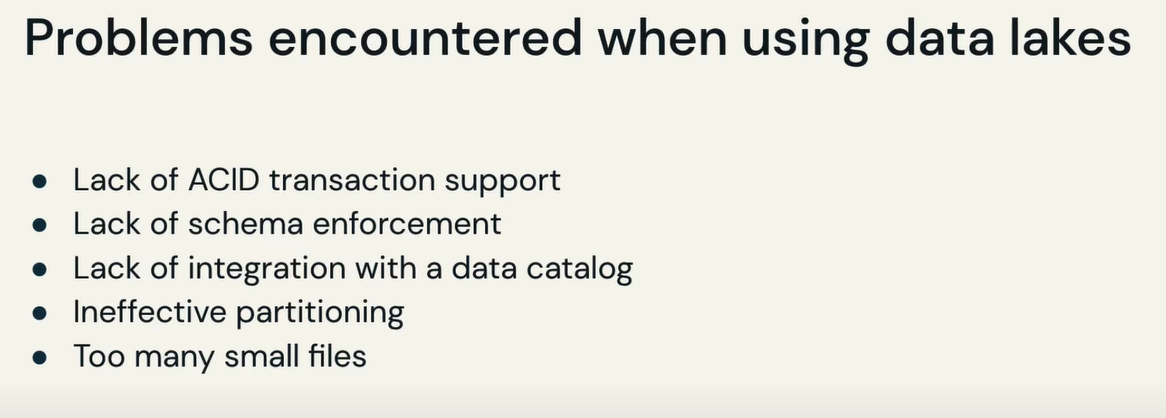 Problems encountered when using data lakes
● Lack of ACID transaction support
● Lack of schema enforcement
● Lack of integration with a data catalog
● Ineffective partitioning
● Too many small files